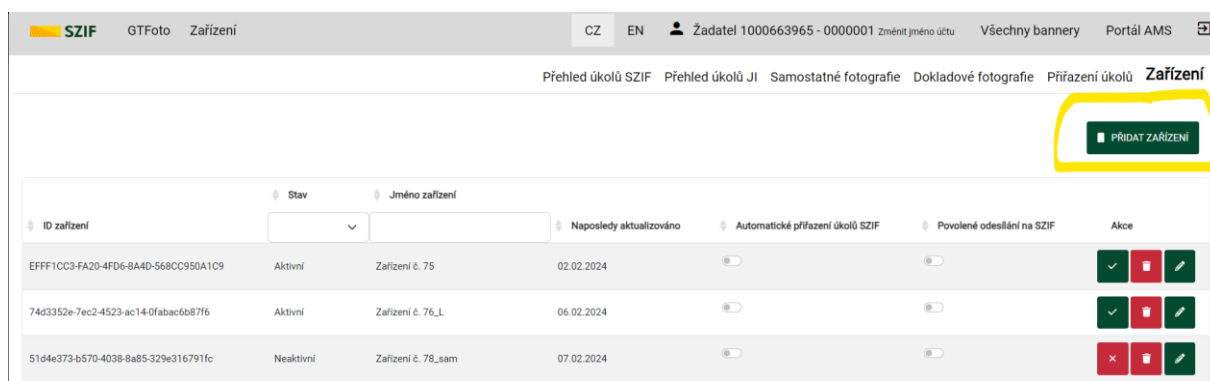 SZIF GTFoto Zařízení CZ EN Žadatel 1000663965 - 0000001 Změnit jméno účtu Všechny bannery Portál AMS
Přehled úkolů SZIF Přehled úkolů JI Samostatné fotografie Dokladové fotografie Přiřazení úkolů Zařízení
PŘIDAT ZAŘÍZENÍ
Stav Jméno zařízení
ID zařízení Naposledy aktualizováno Automatické přiřazení úkolů SZIF Povolené odesílání na SZIF Akce
EFFF1CC3-FA20-4FD6-8A4D-568CC950A1C9 Aktivní Zařízení č. 75 02.02.2024
74d3352e-7ec2-4523-ac14-0fabac6b87f6 Aktivní Zařízení č. 76_L 06.02.2024
51d4e373-b570-4038-8a85-329e316791fc Neaktivní Zařízení č. 78_sam 07.02.2024